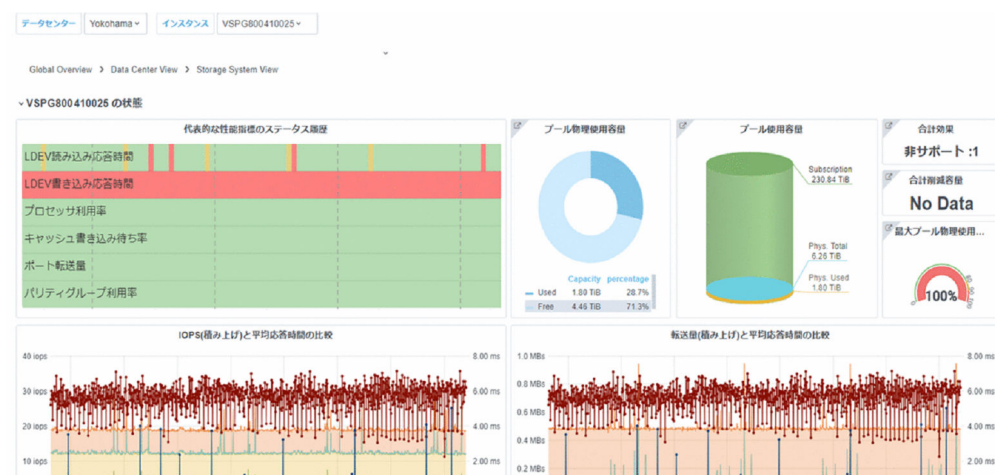 データセンター Yokohama インスタンス VSPG800410025
Global Overview > Data Center View > Storage System View
VSPG800410025 の状態
代表的な性能指標のステータス履歴
LDEV読み込み応答時間
LDEV書き込み応答時間
プロセッサ利用率
キャッシュ書き込み待ち率
ポート転送量
パリティグループ利用率
プール物理使用容量
Capacity percentage
Used 1.80 TiB 28.7%
Free 4.46 TiB 71.3%
プール使用容量
Subscription
230.84 TiB
Phys. Total
6.26 TiB
Phys. Used
1.80 TiB
合計効果
非サポート :1
合計削減容量
No Data
最大プール物理使用...
100%
IOPS(積み上げ)と平均応答時間の比較
40 iops 8.00 ms
30 iops 6.00 ms
20 iops 4.00 ms
10 iops 2.00 ms
転送量(積み上げ)と平均応答時間の比較
1.0 MBs 8.00 ms
0.8 MBs
6.00 ms
0.6 MBs
4.00 ms
0.4 MBs
2.00 ms
0.2 MBs